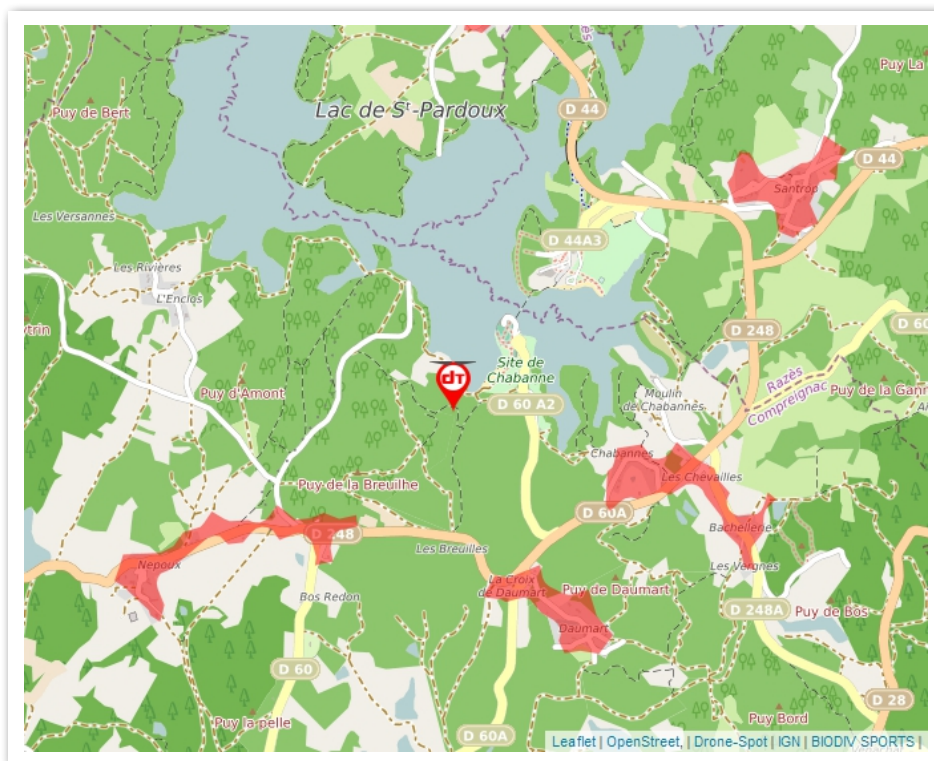 Puy La
D 44
Lac de Sᵗ-Pardoux
Puy de Bert
D 44
Santrop
Les Versannes
D 44A3
Les Rivières
L'Enclos
D 60
ytrin
D 248
Site de
Chabanne
Razès
Compreignac
dT
Puy d'Amont
Puy de la Gann
Moulin
de Chabannes
D 60 A2
Chabannes
Les Chevailles
Puy de la Breuilhe
D 60A
Bachellerie
D 248
Les Breuilles
Nepoux
Les Vergnes
La Croix
de Daumart
Puy de Daumart
Bos Redon
D 248A
Puy de Bos
Daumart
D 60
D 28
Puy la pelle
Puy Bord
D 60A
Leaflet | OpenStreet, | Drone-Spot | IGN | BIODIV SPORTS |